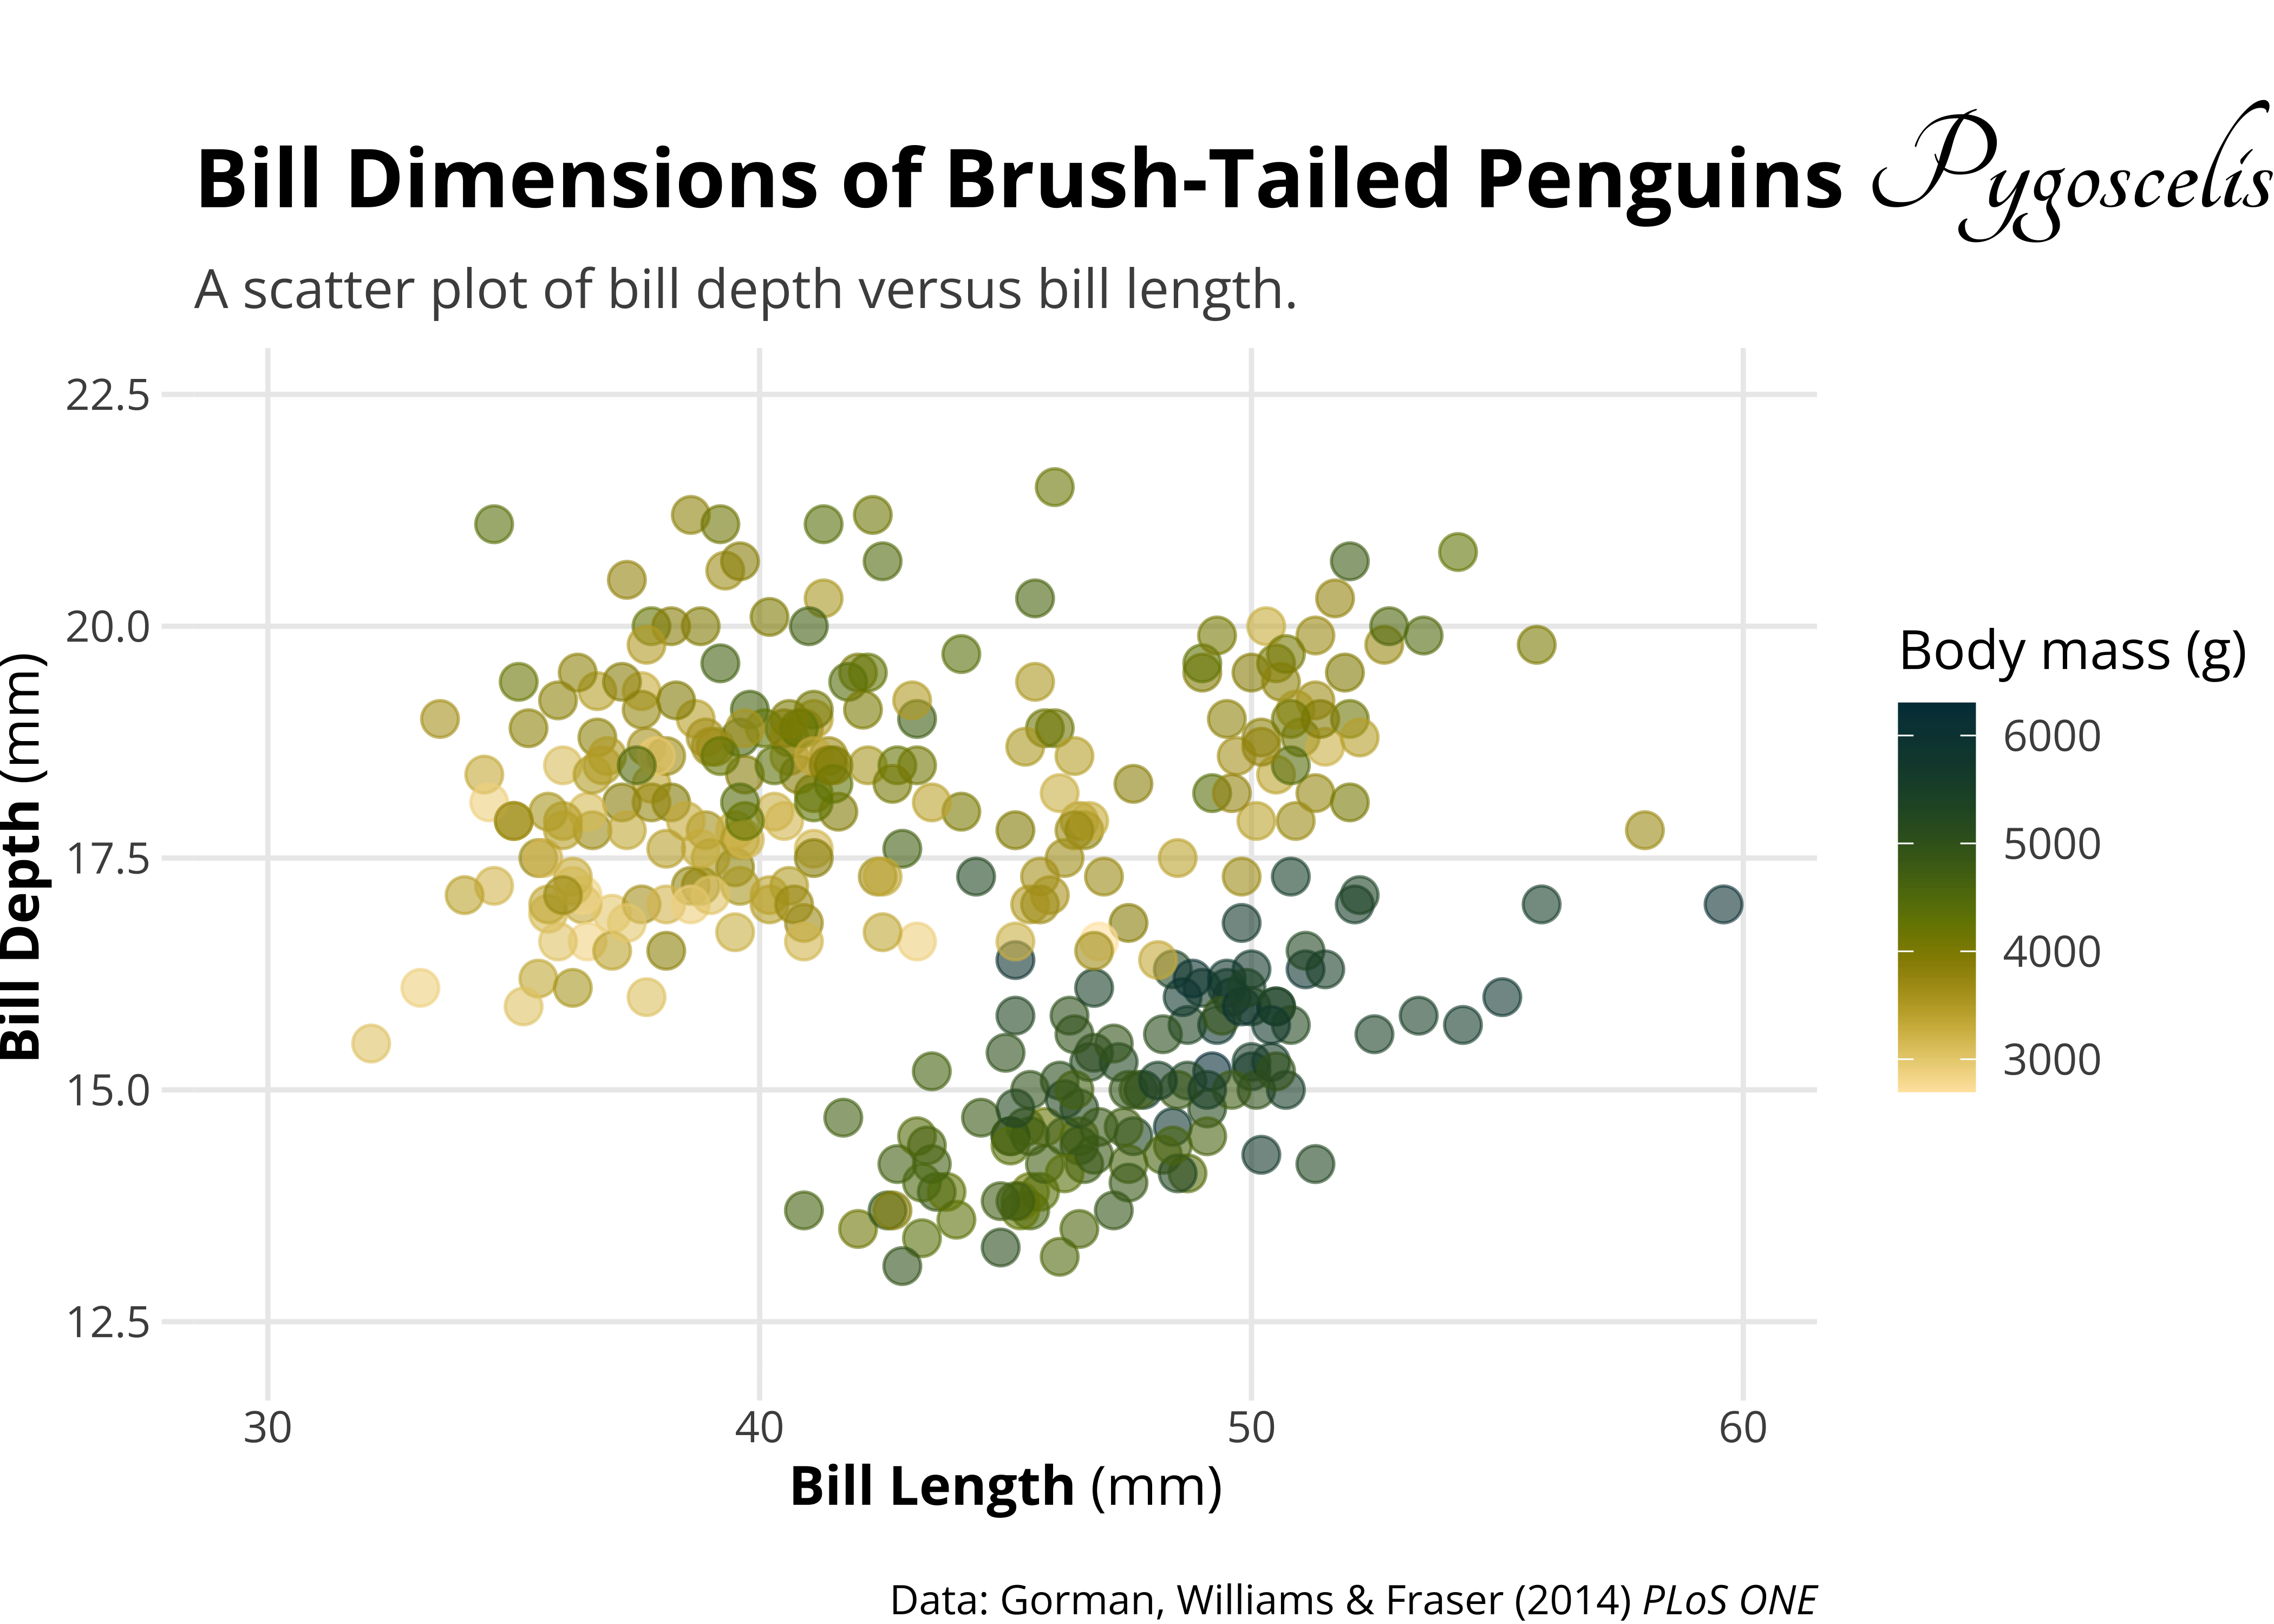 Bill Dimensions of Brush-Tailed Penguins Pygoscelis
A scatter plot of bill depth versus bill length.
22.5
20.0
17.5
15.0
12.5
Bill Depth (mm)
30 40 50 60
Bill Length (mm)
Body mass (g)
6000
5000
4000
3000
Data: Gorman, Williams & Fraser (2014) PLoS ONE